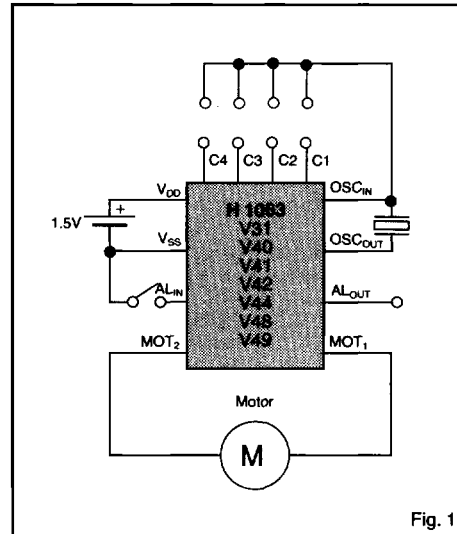 C4 C3 C2 C1
V_DD
OSC_IN
H 1063
V31
+
1.5V
V_SS
V40
OSC_OUT
V41
V42
AL_IN
V44
AL_OUT
V48
MOT_2
V49
MOT_1
Motor
M
Fig. 1